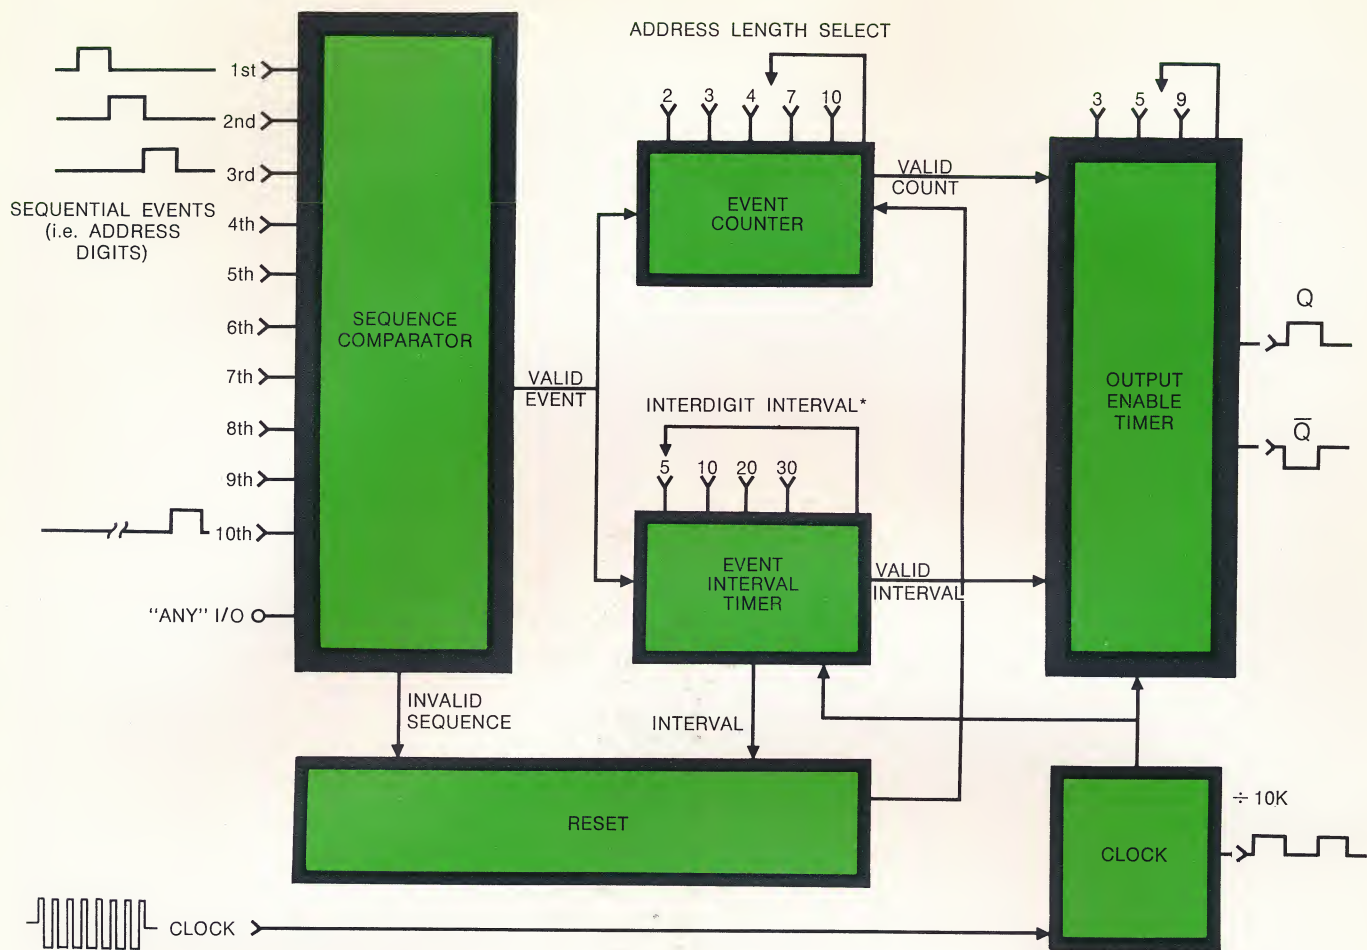 ADDRESS LENGTH SELECT
1st
2nd
3rd
SEQUENTIAL EVENTS
(i.e. ADDRESS
DIGITS)
4th
5th
6th
7th
8th
9th
10th
"ANY" I/O
SEQUENCE
COMPARATOR
VALID
EVENT
2 3 4 7 10
EVENT
COUNTER
VALID
COUNT
INTERDIGIT INTERVAL*
5 10 20 30
EVENT
INTERVAL
TIMER
VALID
INTERVAL
3 5 9
OUTPUT
ENABLE
TIMER
Q
Q̅
INVALID
SEQUENCE
INTERVAL
RESET
÷ 10K
CLOCK
CLOCK